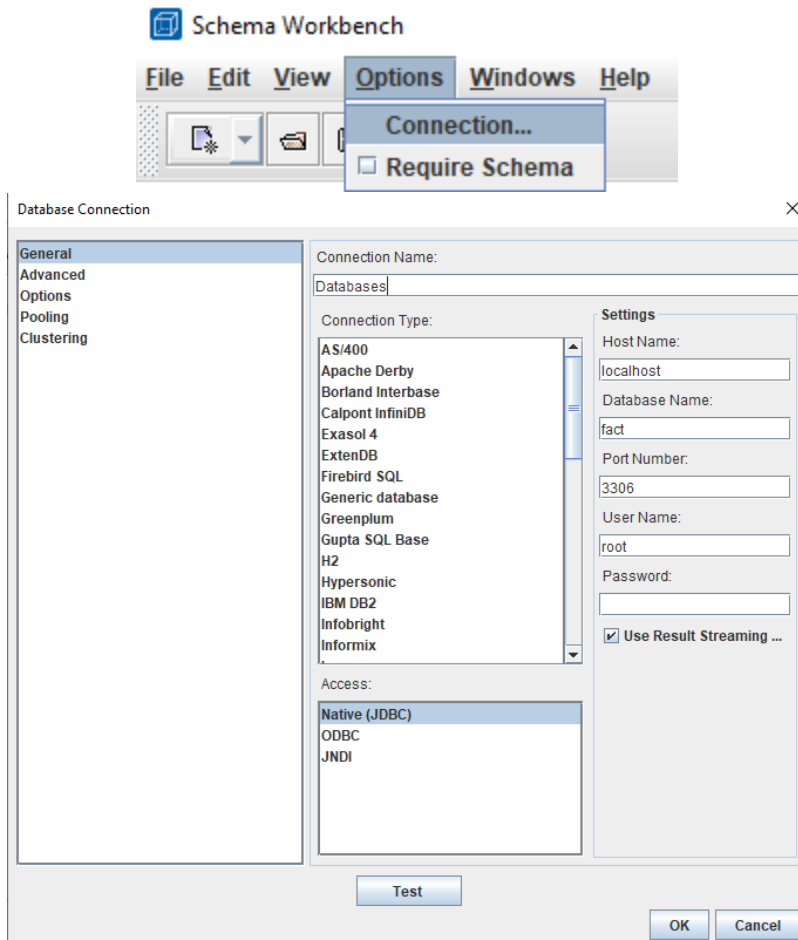 Schema Workbench
File Edit View Options Windows Help
Connection...
Require Schema
Database Connection
General
Advanced
Options
Pooling
Clustering
Connection Name:
Databases
Connection Type:
AS/400
Apache Derby
Borland Interbase
Calpont InfiniDB
Exasol 4
ExtenDB
Firebird SQL
Generic database
Greenplum
Gupta SQL Base
H2
Hypersonic
IBM DB2
Infobright
Informix
Access:
Native (JDBC)
ODBC
JNDI
Settings
Host Name:
localhost
Database Name:
fact
Port Number:
3306
User Name:
root
Password:
Use Result Streaming ...
Test
OK Cancel